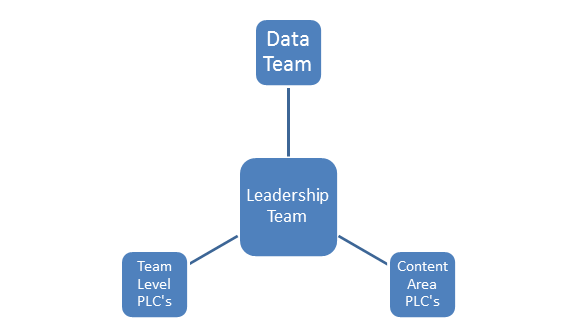 Data
Team
Leadership
Team
Team
Level
PLC's
Content
Area
PLC's